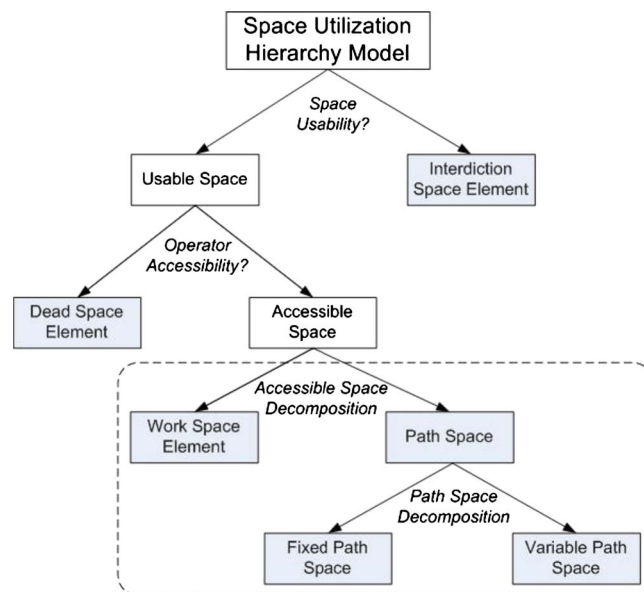 Space Utilization
Hierarchy Model
Space
Usability?
Usable Space
Interdiction
Space Element
Operator
Accessibility?
Dead Space
Element
Accessible
Space
Accessible Space
Decomposition
Work Space
Element
Path Space
Path Space
Decomposition
Fixed Path
Space
Variable Path
Space